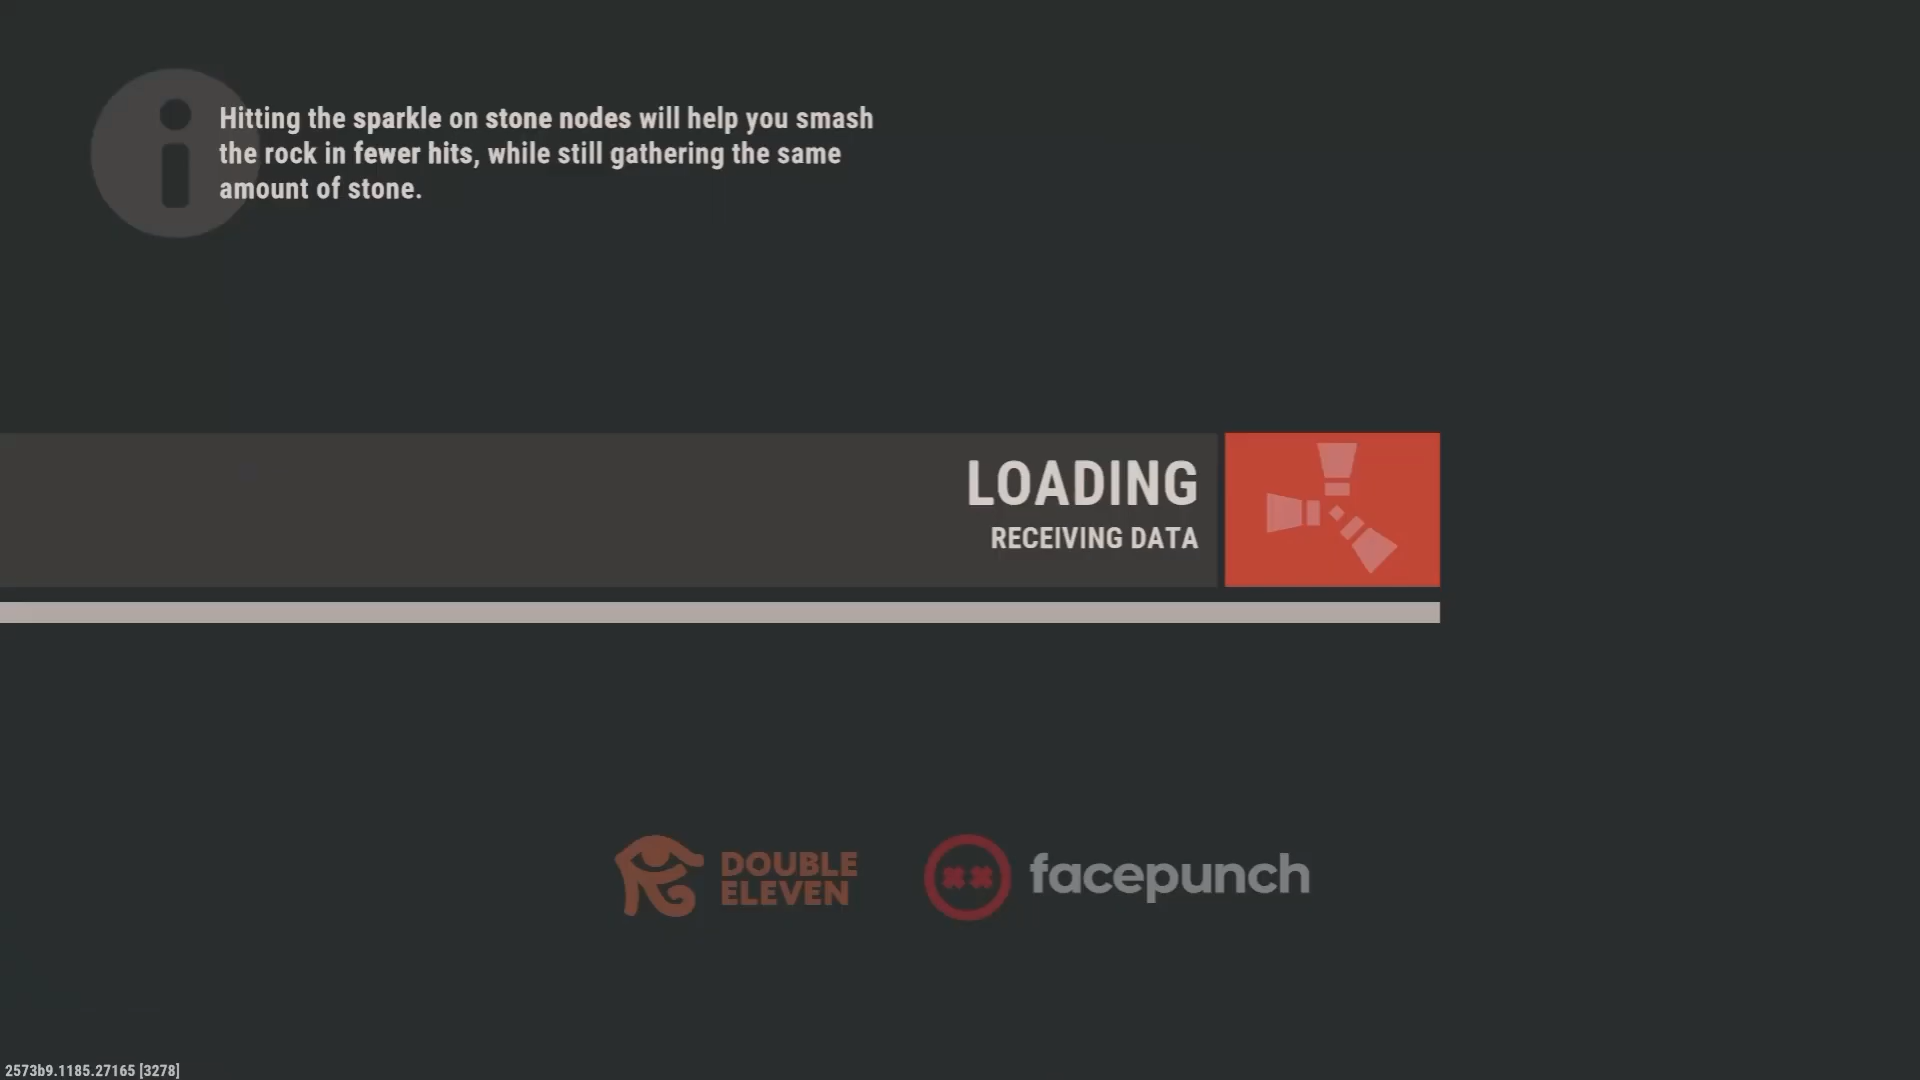 Hitting the sparkle on stone nodes will help you smash
the rock in fewer hits, while still gathering the same
amount of stone.
LOADING
RECEIVING DATA
DOUBLE
ELEVEN
facepunch
2573b9.1185.27165 [3278]